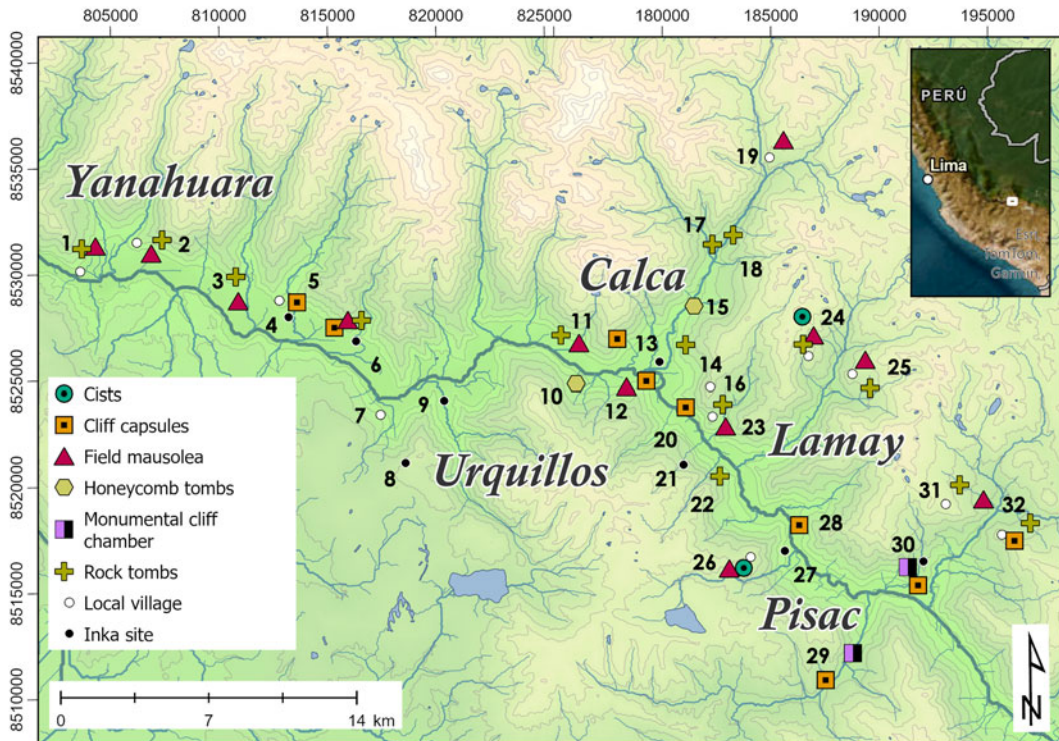 805000 810000 815000 820000 825000 180000 185000 190000 195000
8540000
8535000
8530000
8525000
8520000
8515000
8510000
PERÚ
Lima
Esri
TomTom,
Garmin,
Yanahuara
Calca
Urquillos
Lamay
Pisac
1
2
3
4
5
6
7
8
9
10
11
12
13
14
15
16
17
18
19
20
21
22
23
24
25
26
27
28
29
30
31
32
Cists
Cliff capsules
Field mausolea
Honeycomb tombs
Monumental cliff
chamber
Rock tombs
Local village
Inka site
0 7 14 km
N